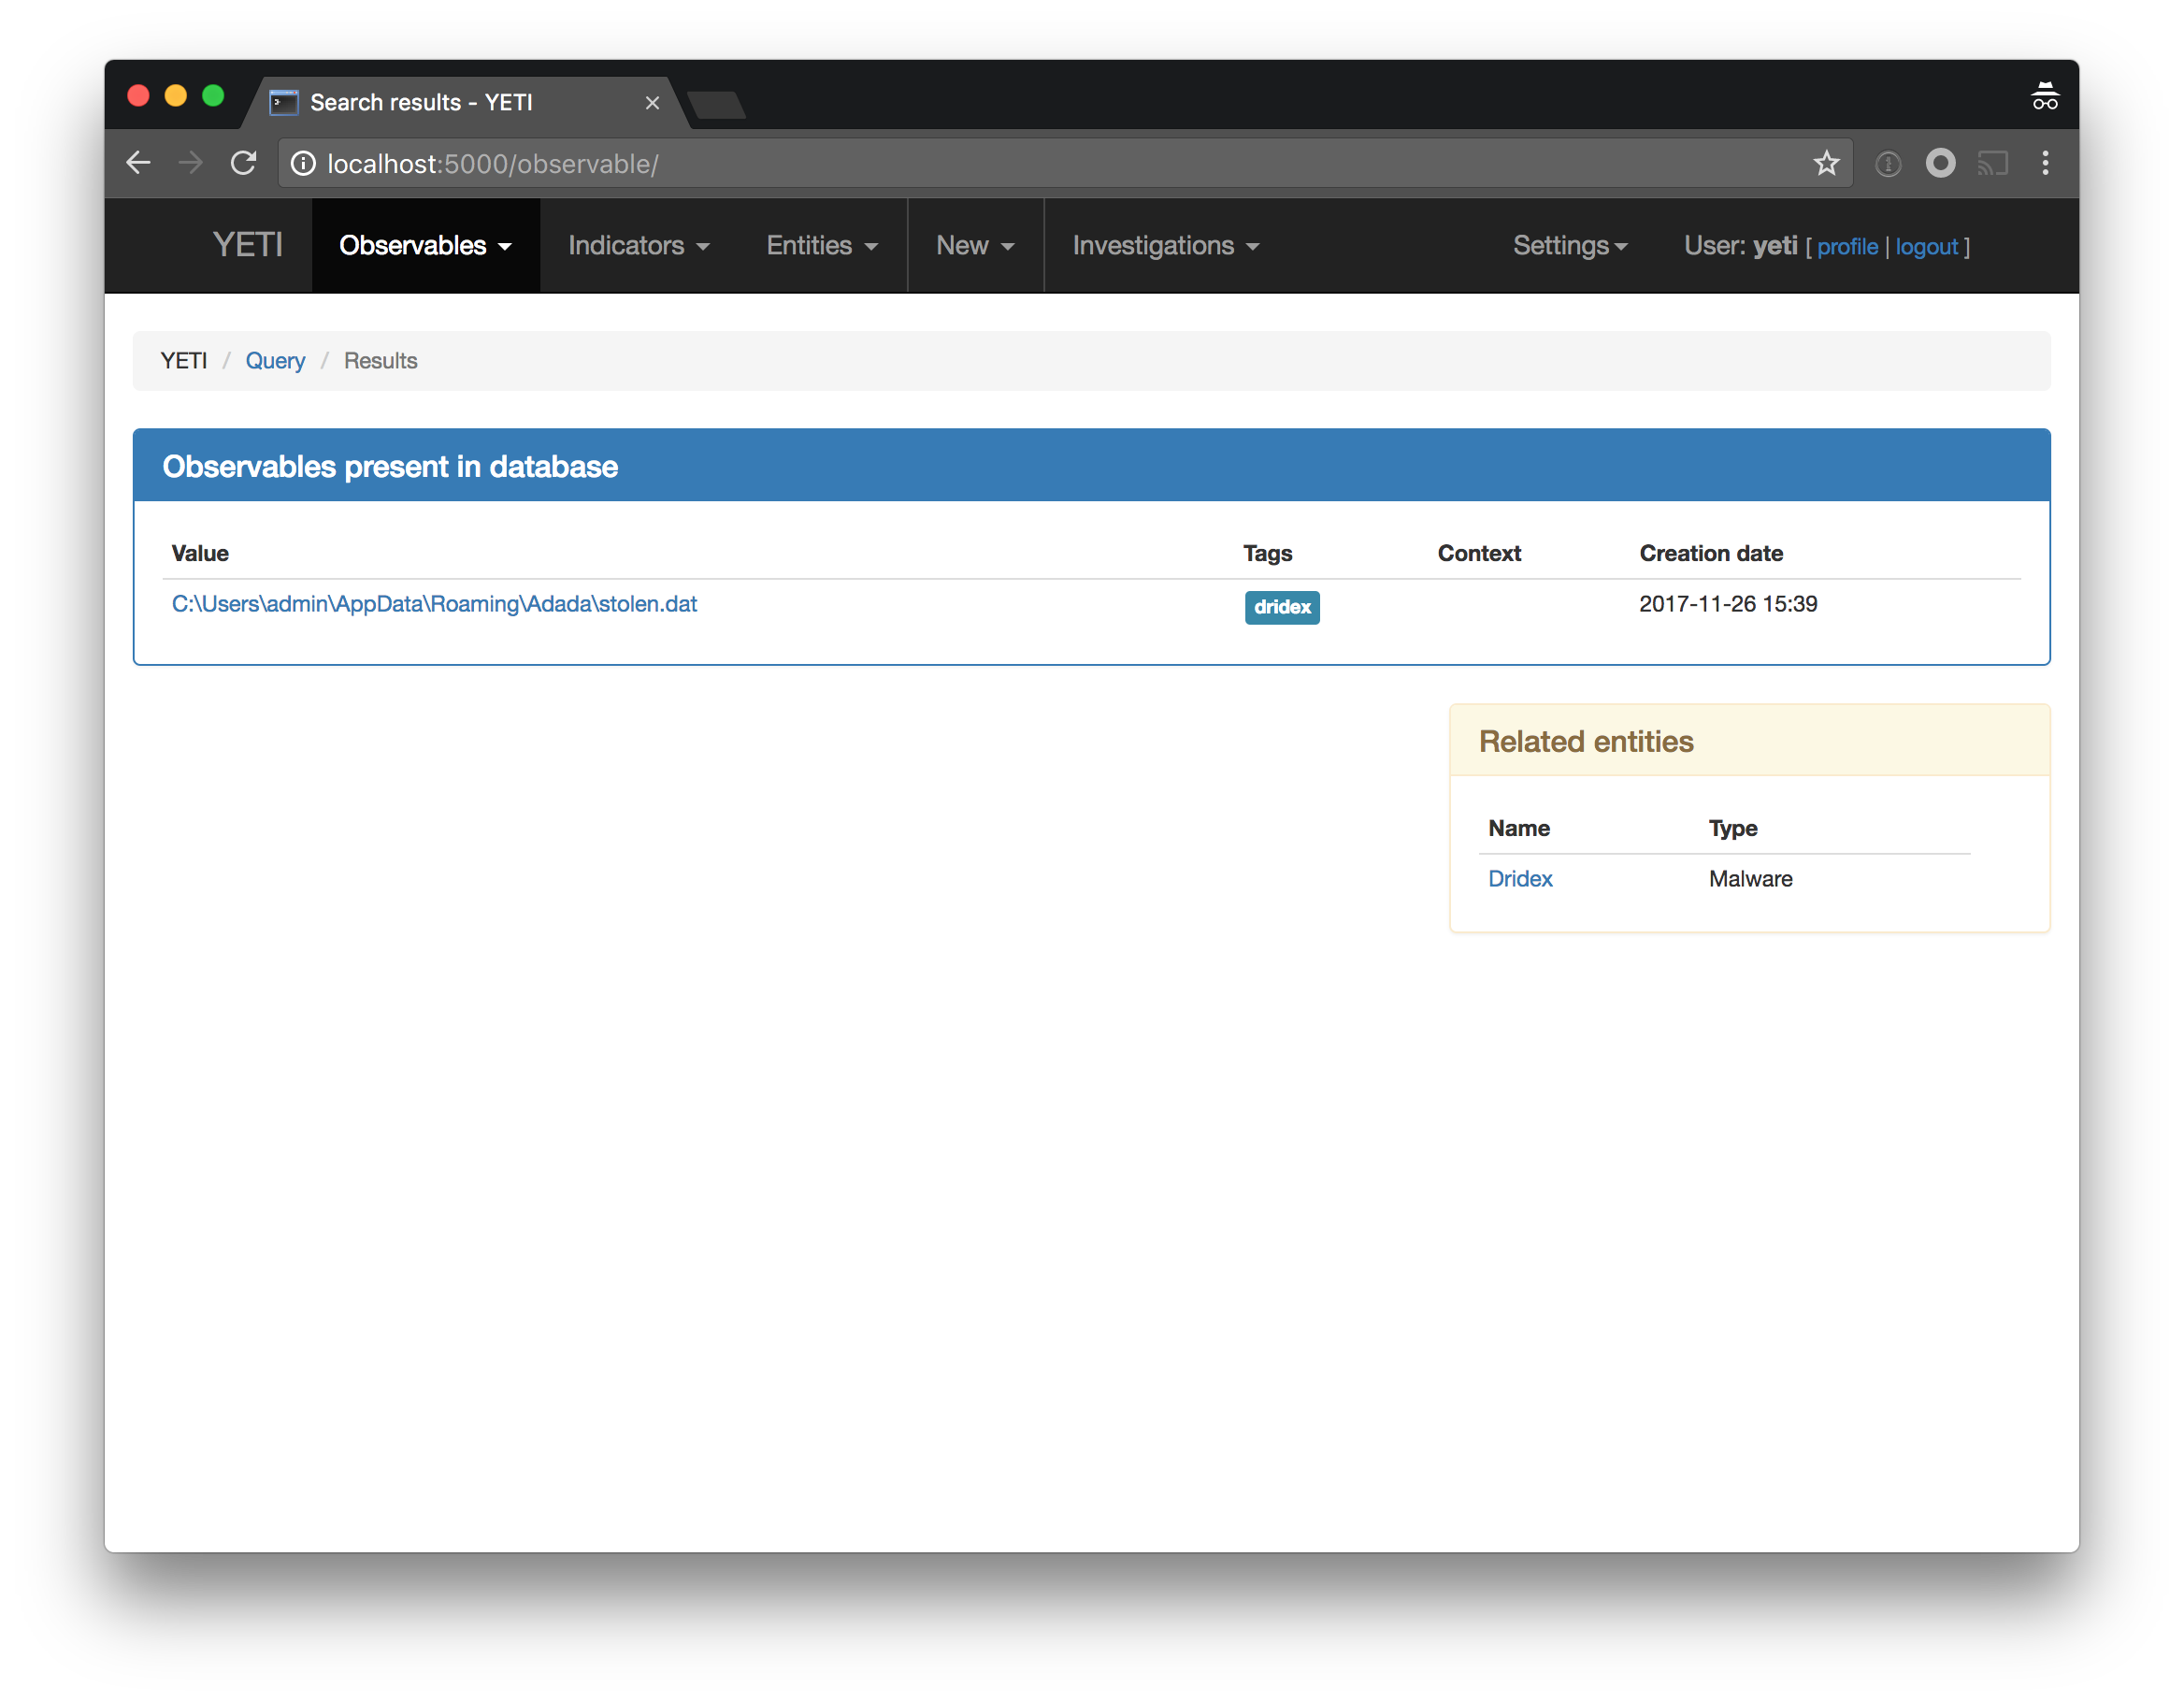 Search results - YETI
localhost:5000/observable/
YETI Observables Indicators Entities New Investigations Settings User: yeti [ profile | logout ]
YETI / Query / Results
Observables present in database
Value Tags Context Creation date
C:\Users\admin\AppData\Roaming\Adada\stolen.dat dridex 2017-11-26 15:39
Related entities
Name Type
Dridex Malware